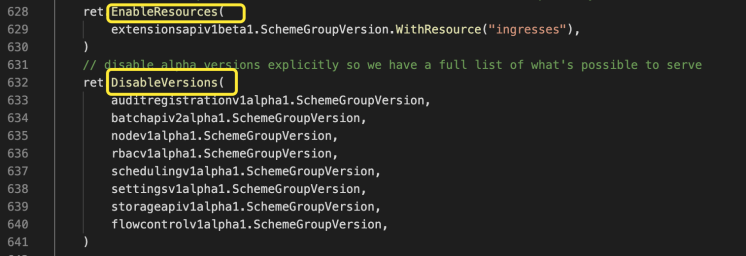 628 ret.EnableResources(
629 extensionsapiv1beta1.SchemeGroupVersion.WithResource("ingresses"),
630 )
631 // disable alpha versions explicitly so we have a full list of what's possible to serve
632 ret.DisableVersions(
633 auditregistrationv1alpha1.SchemeGroupVersion,
634 batchapiv2alpha1.SchemeGroupVersion,
635 nodev1alpha1.SchemeGroupVersion,
636 rbacv1alpha1.SchemeGroupVersion,
637 schedulingv1alpha1.SchemeGroupVersion,
638 settingsv1alpha1.SchemeGroupVersion,
639 storageapiv1alpha1.SchemeGroupVersion,
640 flowcontrolv1alpha1.SchemeGroupVersion,
641 )